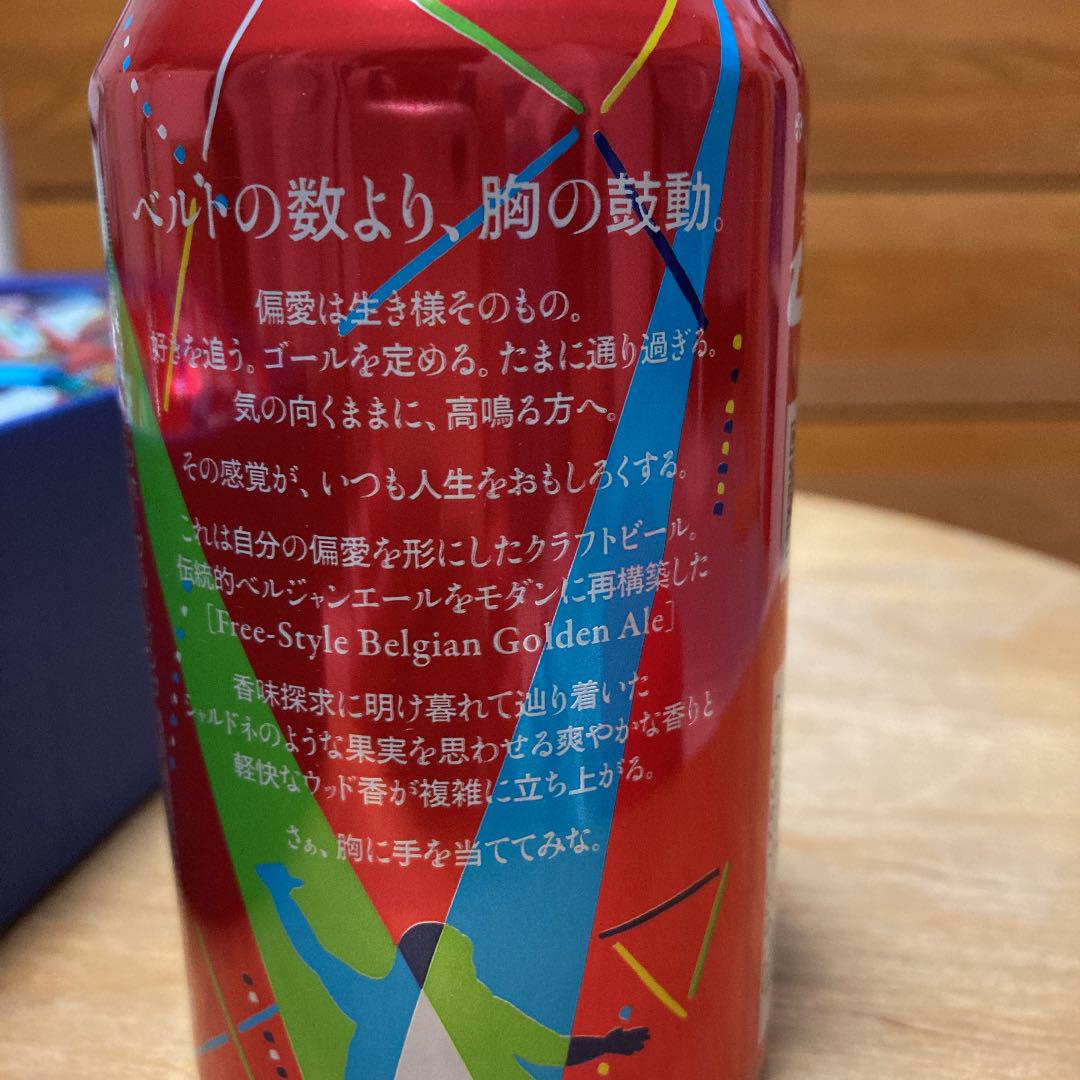 ベルトの数より、胸の鼓動。
偏愛は生き様そのもの。
好きを追う。ゴールを定める。たまに通り過ぎる。
気の向くままに、高鳴る方へ。
その感覚が、いつも人生をおもしろくする。
これは自分の偏愛を形にしたクラフトビール。
伝統的ベルジャンエールをモダンに再構築した
［Free-Style Belgian Golden Ale］
香味探求に明け暮れて辿り着いた
シャルドネのような果実を思わせる爽やかな香りと
軽快なウッド香が複雑に立ち上がる。
さぁ、胸に手を当ててみな。